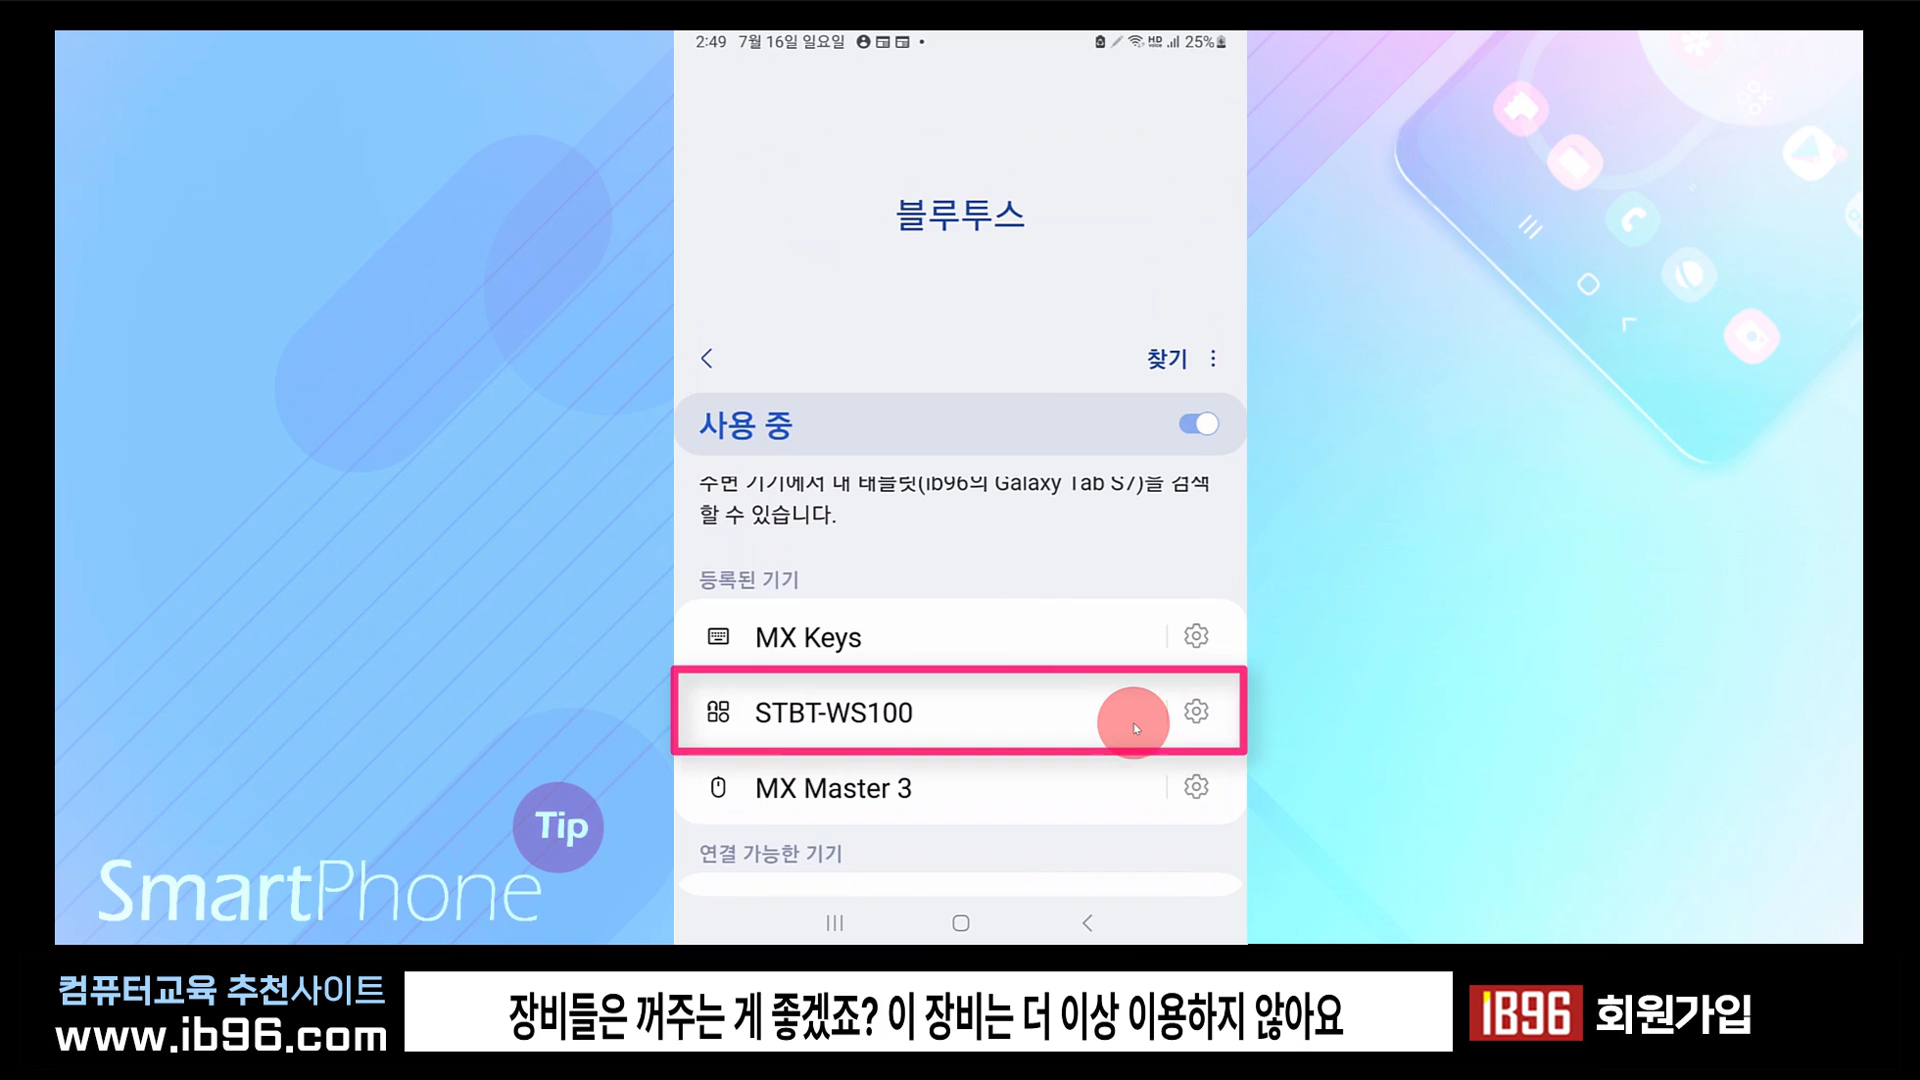 2:49 7월 16일 일요일
25%
블루투스
찾기
사용 중
주변 기기에서 내 태블릿(ib96의 Galaxy Tab S7)을 검색
할 수 있습니다.
등록된 기기
MX Keys
STBT-WS100
MX Master 3
연결 가능한 기기
Tip
SmartPhone
컴퓨터교육 추천사이트
www.ib96.com
장비들은 꺼주는 게 좋겠죠? 이 장비는 더 이상 이용하지 않아요
IB96 회원가입